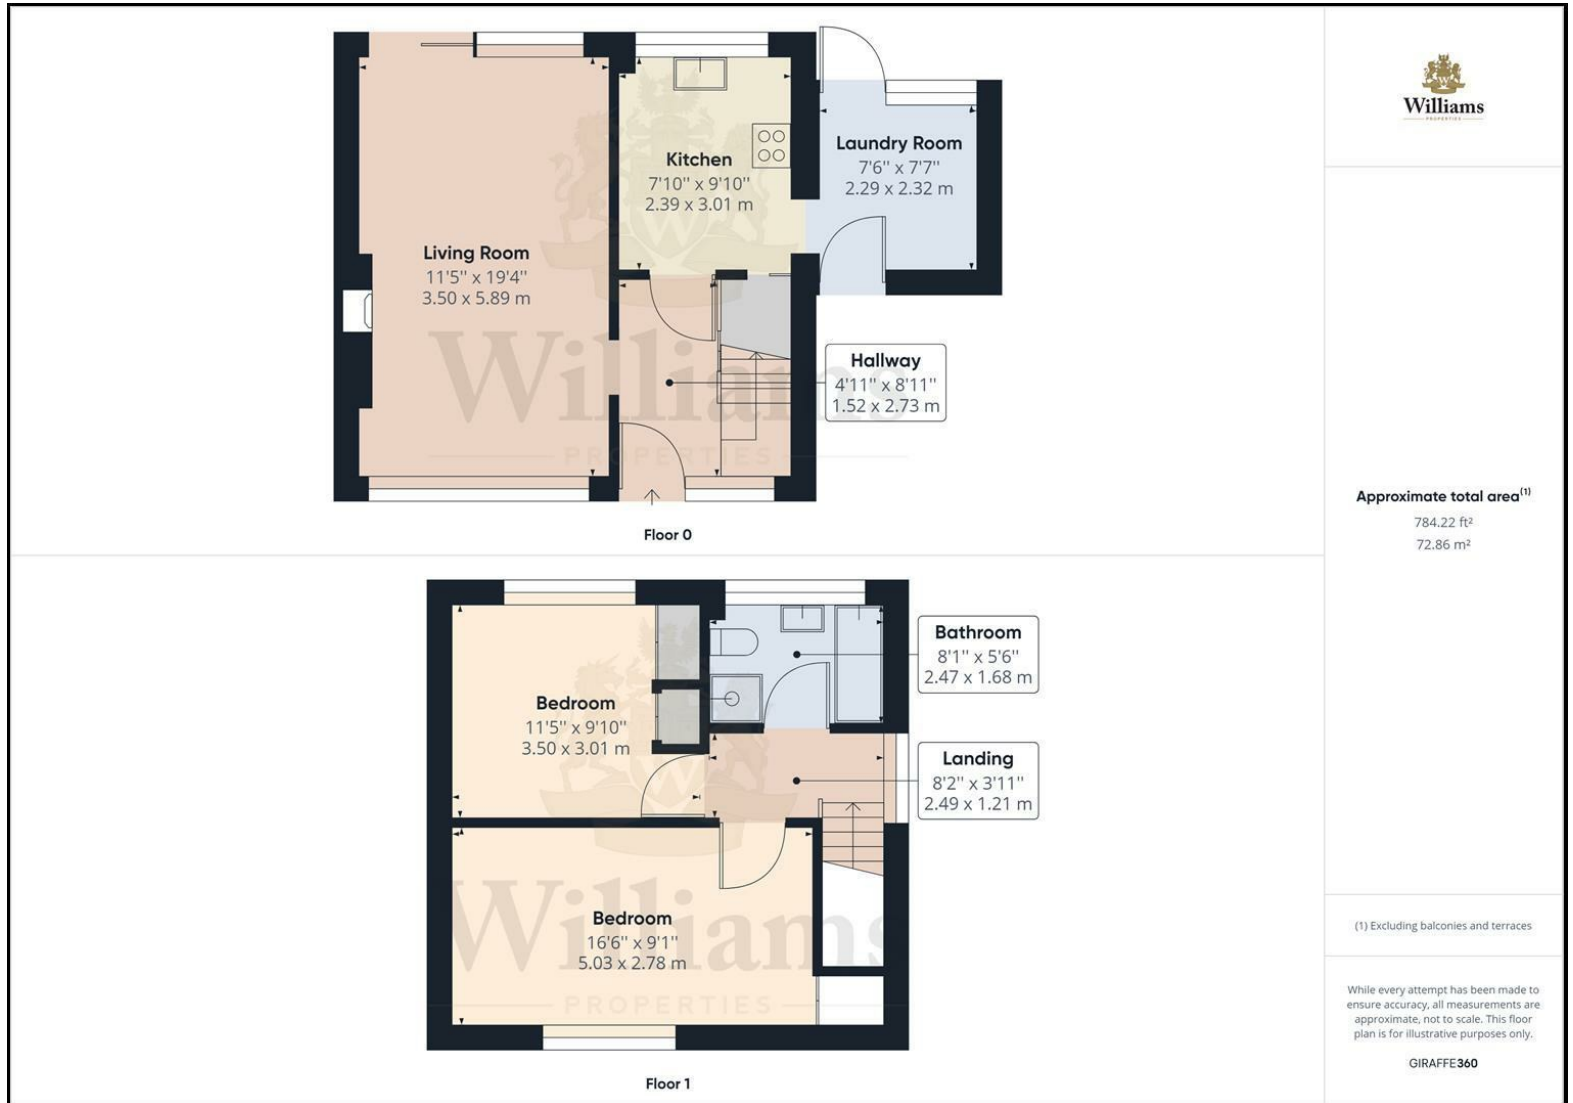 Living Room
11'5" x 19'4"
3.50 x 5.89 m
Kitchen
7'10" x 9'10"
2.39 x 3.01 m
Laundry Room
7'6" x 7'7"
2.29 x 2.32 m
Hallway
4'11" x 8'11"
1.52 x 2.73 m
Williams
PROPERTIES
Floor 0
Bedroom
11'5" x 9'10"
3.50 x 3.01 m
Bathroom
8'1" x 5'6"
2.47 x 1.68 m
Landing
8'2" x 3'11"
2.49 x 1.21 m
Bedroom
16'6" x 9'1"
5.03 x 2.78 m
Williams
PROPERTIES
Floor 1
W
Williams
PROPERTIES
Approximate total area(1)
784.22 ft²
72.86 m²
(1) Excluding balconies and terraces
While every attempt has been made to
ensure accuracy, all measurements are
approximate, not to scale. This floor
plan is for illustrative purposes only.
GIRAFFE360